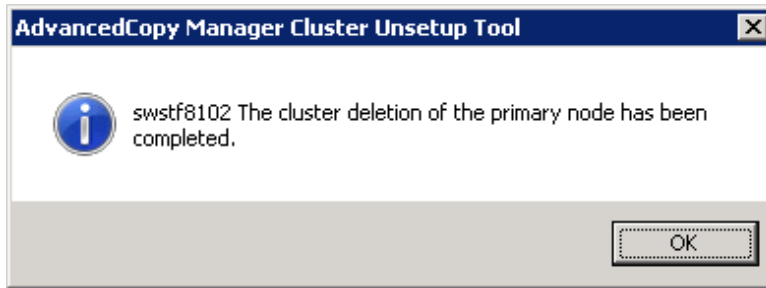 AdvancedCopy Manager Cluster Unsetup Tool
swstf8102 The cluster deletion of the primary node has been
completed.
OK